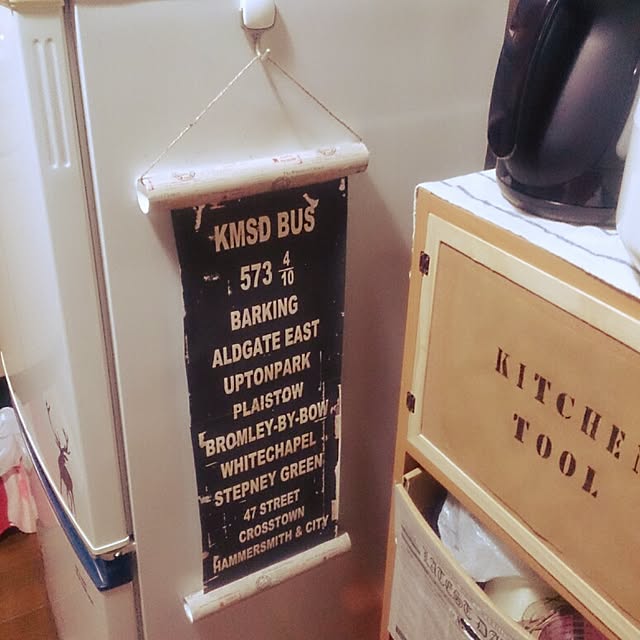 KMSD BUS
573 4/10
BARKING
ALDGATE EAST
UPTONPARK
PLAISTOW
BROMLEY-BY-BOW
WHITECHAPEL
STEPNEY GREEN
47 STREET
CROSSTOWN
HAMMERSMITH & CITY
KITCHEN
TOOL
LATEST